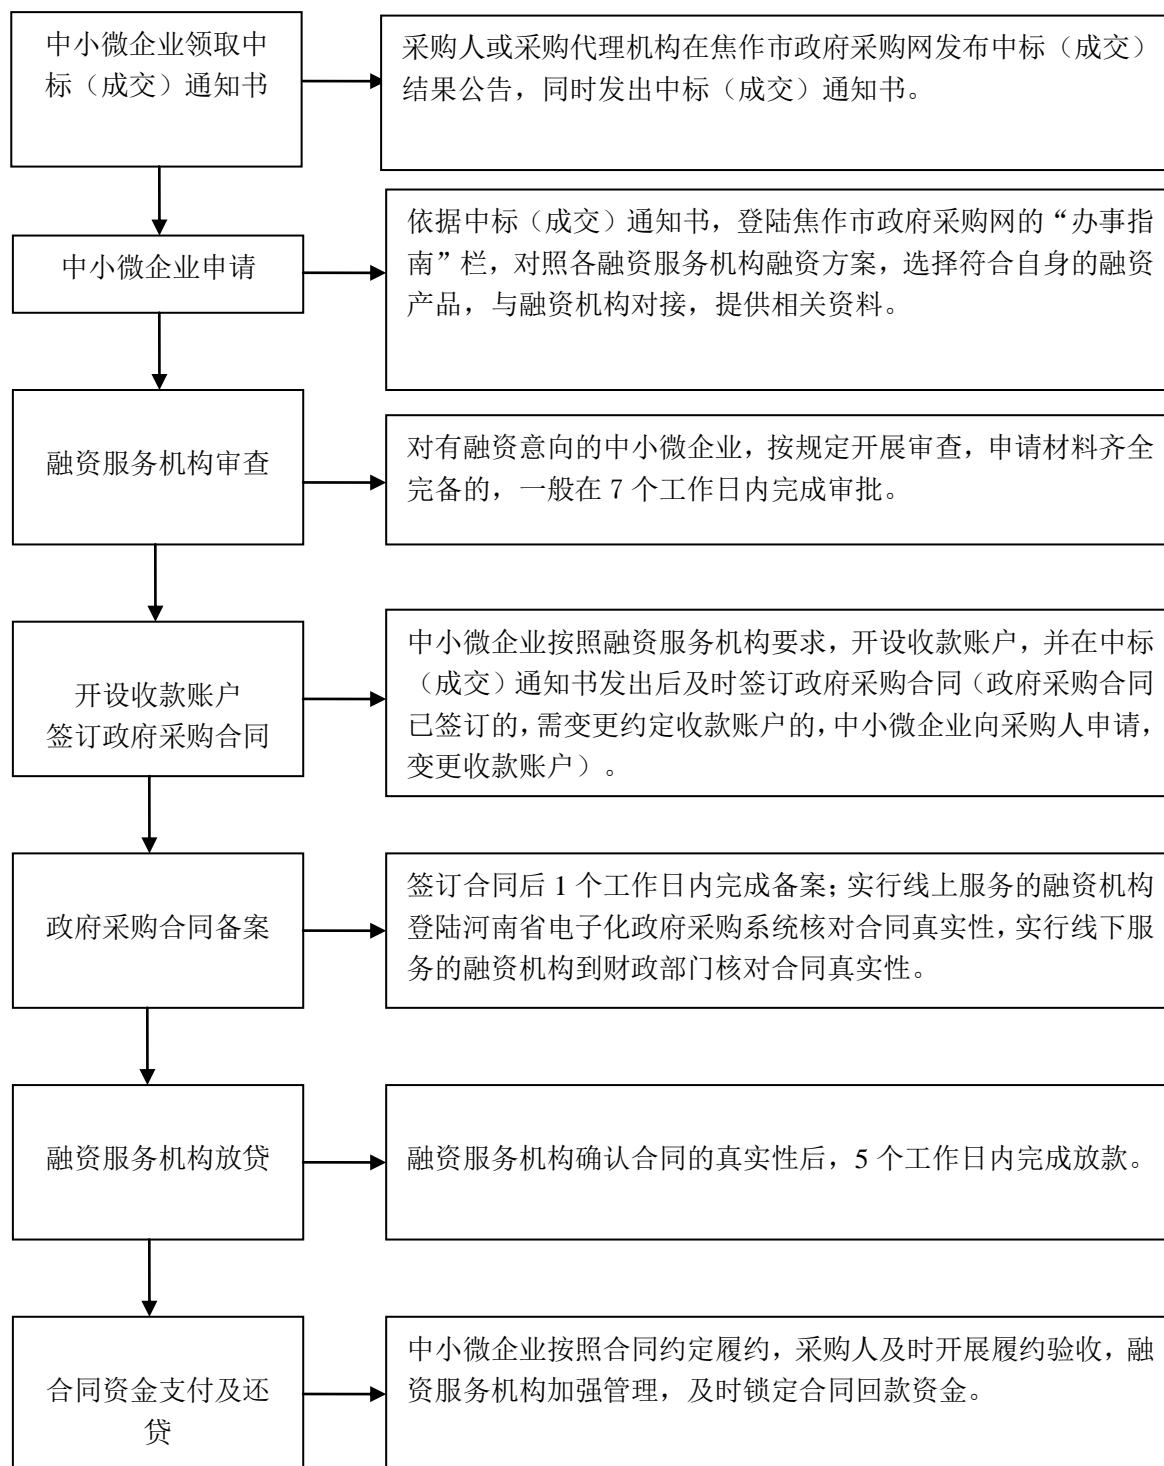 中小微企业领取中
标（成交）通知书
采购人或采购代理机构在焦作市政府采购网发布中标（成交）
结果公告，同时发出中标（成交）通知书。
中小微企业申请
依据中标（成交）通知书，登陆焦作市政府采购网的“办事指
南”栏，对照各融资服务机构融资方案，选择符合自身的融资
产品，与融资机构对接，提供相关资料。
融资服务机构审查
对有融资意向的中小微企业，按规定开展审查，申请材料齐全
完备的，一般在 7 个工作日内完成审批。
开设收款账户
签订政府采购合同
中小微企业按照融资服务机构要求，开设收款账户，并在中标
（成交）通知书发出后及时签订政府采购合同（政府采购合同
已签订的，需变更约定收款账户的，中小微企业向采购人申请，
变更收款账户）。
政府采购合同备案
签订合同后 1 个工作日内完成备案；实行线上服务的融资机构
登陆河南省电子化政府采购系统核对合同真实性，实行线下服
务的融资机构到财政部门核对合同真实性。
融资服务机构放贷
融资服务机构确认合同的真实性后，5 个工作日内完成放款。
合同资金支付及还
贷
中小微企业按照合同约定履约，采购人及时开展履约验收，融
资服务机构加强管理，及时锁定合同回款资金。